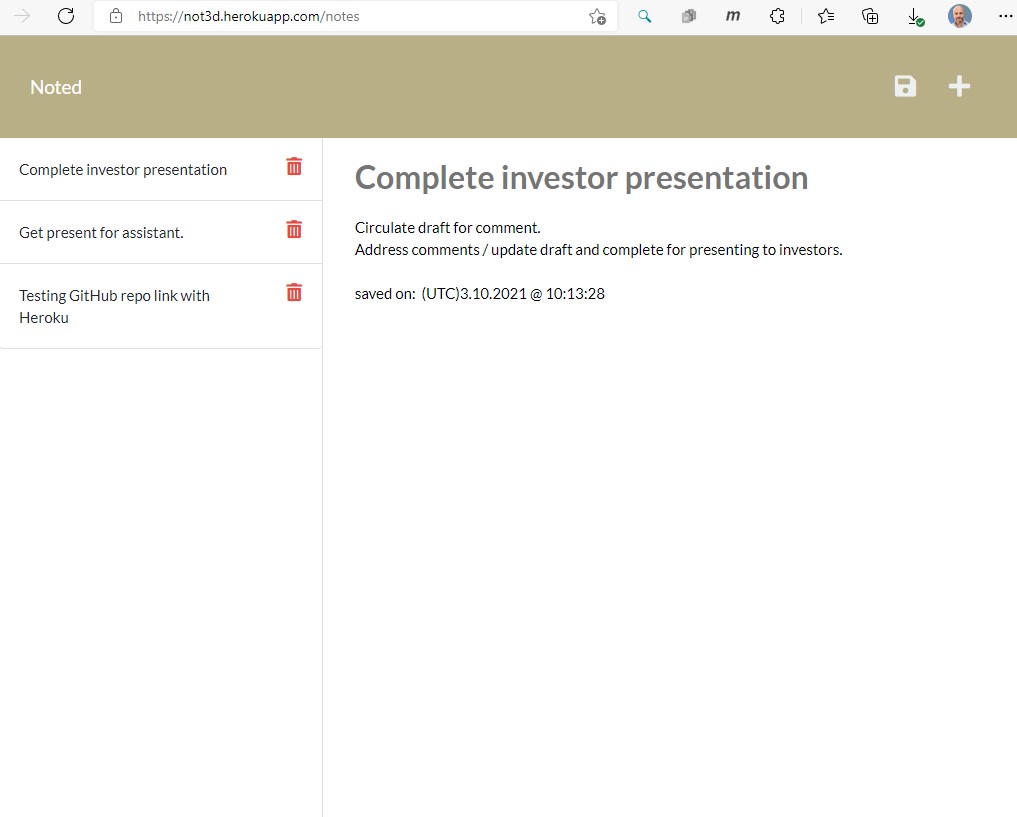 https://not3d.herokuapp.com/notes
m
Noted
Complete investor presentation
Get present for assistant.
Testing GitHub repo link with
Heroku
Complete investor presentation
Circulate draft for comment.
Address comments / update draft and complete for presenting to investors.
saved on: (UTC)3.10.2021 @ 10:13:28